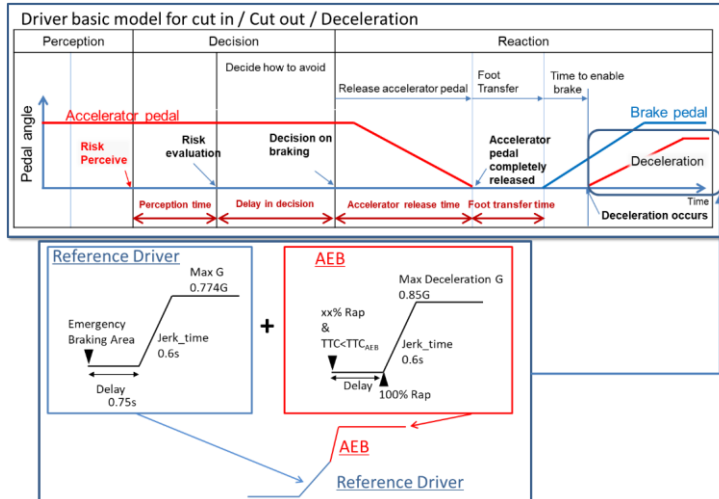 Driver basic model for cut in / Cut out / Deceleration
Perception
Decision
Reaction
Decide how to avoid
Release accelerator pedal
Foot
Transfer
Time to enable
brake
Pedal angle
Accelerator pedal
Brake pedal
Risk
Perceive
Risk
evaluation
Decision on
braking
Accelerator
pedal
completely
released
Deceleration
Time
Perception time
Delay in decision
Accelerator release time
Foot transfer time
Deceleration occurs
Reference Driver
Max G
0.774G
Emergency
Braking Area
Jerk_time
0.6s
Delay
0.75s
+
AEB
Max Deceleration G
0.85G
xx% Rap
&
TTC<TTCAEB
Jerk_time
0.6s
Delay
100% Rap
AEB
Reference Driver